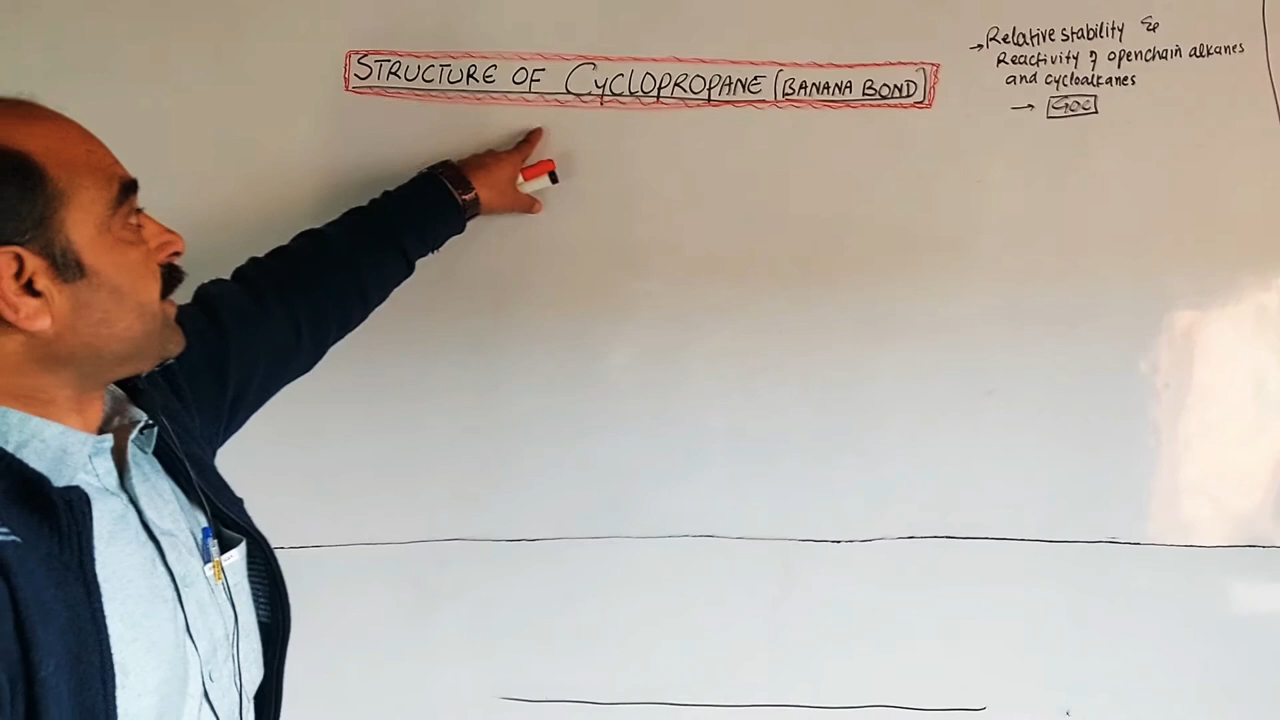 STRUCTURE OF CYCLOPROPANE (BANANA BOND)
→ Relative stability &
Reactivity of openchain alkanes
and cycloalkanes
→ GOC